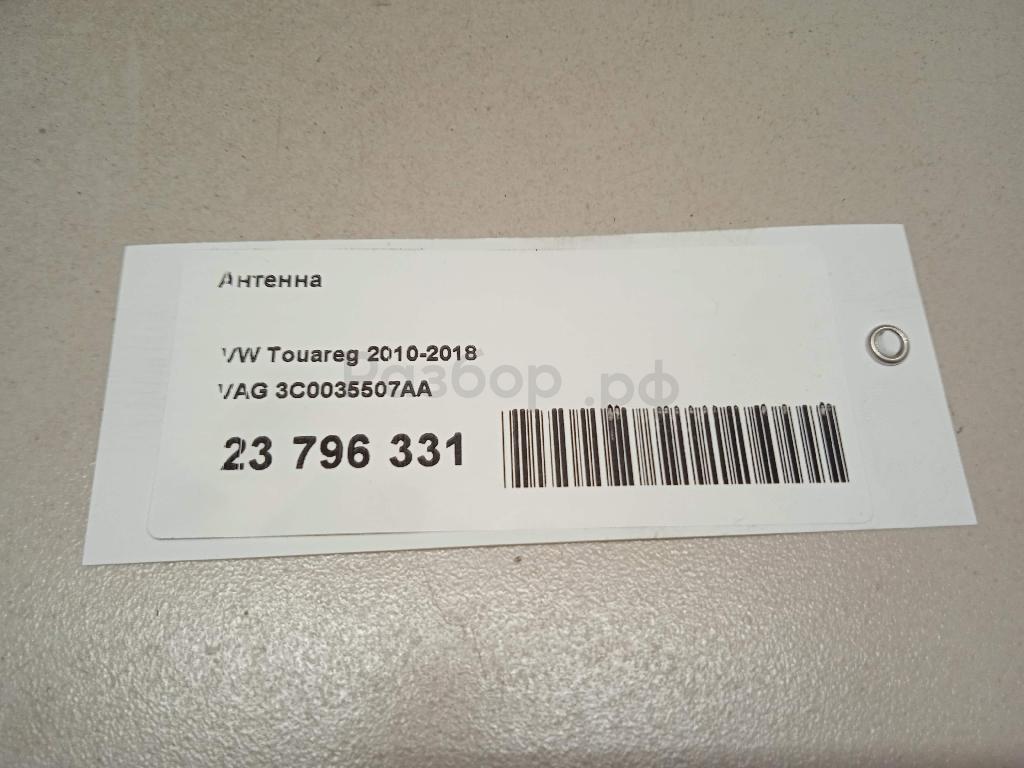 Антенна
VW Touareg 2010-2018
VAG 3C0035507AA
23 796 331
Разбор.рф